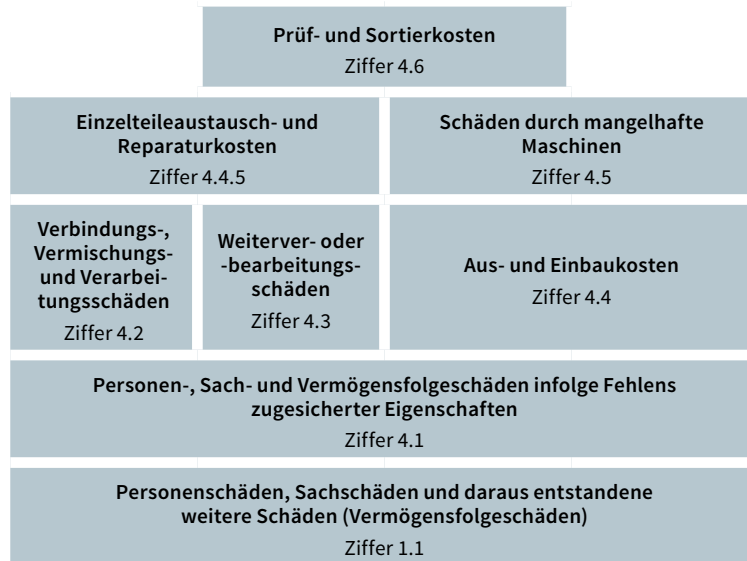 Prüf- und Sortierkosten
Ziffer 4.6
Einzelteileaustausch- und
Reparaturkosten
Ziffer 4.4.5
Schäden durch mangelhafte
Maschinen
Ziffer 4.5
Verbindungs-,
Vermischungs-
und Verarbei-
tungsschäden
Ziffer 4.2
Weiterver- oder
-bearbeitungs-
schäden
Ziffer 4.3
Aus- und Einbaukosten
Ziffer 4.4
Personen-, Sach- und Vermögensfolgeschäden infolge Fehlens
zugesicherter Eigenschaften
Ziffer 4.1
Personenschäden, Sachschäden und daraus entstandene
weitere Schäden (Vermögensfolgeschäden)
Ziffer 1.1